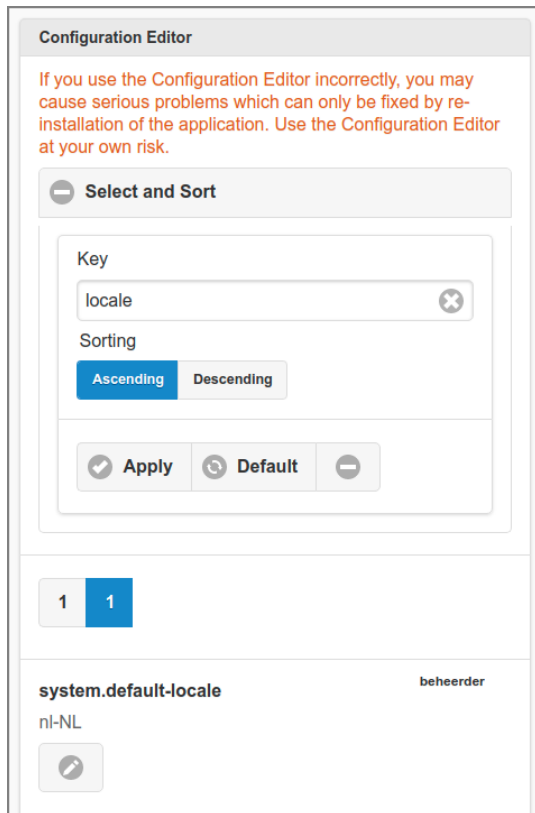 Configuration Editor
If you use the Configuration Editor incorrectly, you may
cause serious problems which can only be fixed by re-
installation of the application. Use the Configuration Editor
at your own risk.
Select and Sort
Key
locale
Sorting
Ascending Descending
Apply Default
1 1
system.default-locale beheerder
nl-NL